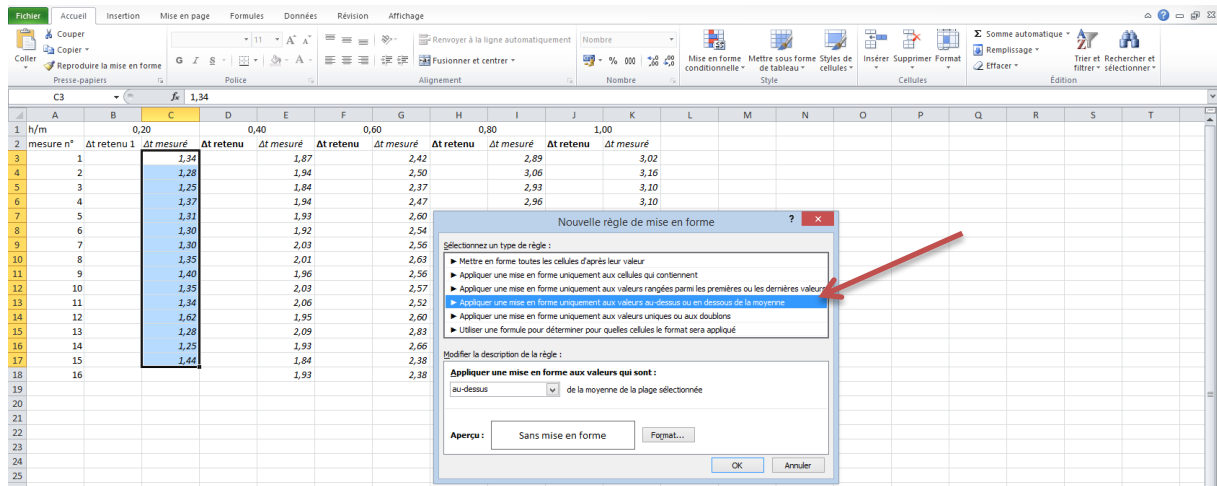 Fichier Accueil Insertion Mise en page Formules Données Révision Affichage
Couper
Copier
Reproduire la mise en forme
Coller
Presse-papiers
11 A A
G I S A
Police
Renvoyer à la ligne automatiquement
Fusionner et centrer
Alignement
Nombre
% 000
Nombre
Mise en forme conditionnelle
Mettre sous forme de tableau
Styles de cellules
Style
Insérer Supprimer Format
Cellules
Σ Somme automatique
Remplissage
Effacer
Trier et filtrer
Rechercher et sélectionner
Édition
C3 fx 1,34
A B C D E F G H I J K L M N O P Q R S T
1 h/m 0,20 0,40 0,60 0,80 1,00
2 mesure n° Δt retenu 1 Δt mesuré Δt retenu Δt mesuré Δt retenu Δt mesuré Δt retenu Δt mesuré Δt retenu Δt mesuré
3 1 1,34 1,87 2,42 2,89 3,02
4 2 1,28 1,94 2,50 3,06 3,16
5 3 1,25 1,84 2,37 2,93 3,10
6 4 1,37 1,94 2,47 2,96 3,10
7 5 1,31 1,93 2,60
8 6 1,30 1,92 2,54
9 7 1,30 2,03 2,56
10 8 1,35 2,01 2,63
11 9 1,40 1,96 2,56
12 10 1,35 2,03 2,57
13 11 1,34 2,06 2,52
14 12 1,62 1,95 2,60
15 13 1,28 2,09 2,83
16 14 1,25 1,93 2,66
17 15 1,44 1,84 2,38
18 16 1,93 2,38
19
20
21
22
23
24
25
Nouvelle règle de mise en forme ? x
Sélectionnez un type de règle :
► Mettre en forme toutes les cellules d'après leur valeur
► Appliquer une mise en forme uniquement aux cellules qui contiennent
► Appliquer une mise en forme uniquement aux valeurs rangées parmi les premières ou les dernières valeurs
► Appliquer une mise en forme uniquement aux valeurs au-dessus ou en dessous de la moyenne
► Appliquer une mise en forme uniquement aux valeurs uniques ou aux doublons
► Utiliser une formule pour déterminer pour quelles cellules le format sera appliqué
Modifier la description de la règle :
Appliquer une mise en forme aux valeurs qui sont :
au-dessus de la moyenne de la plage sélectionnée
Aperçu : Sans mise en forme Format...
OK Annuler